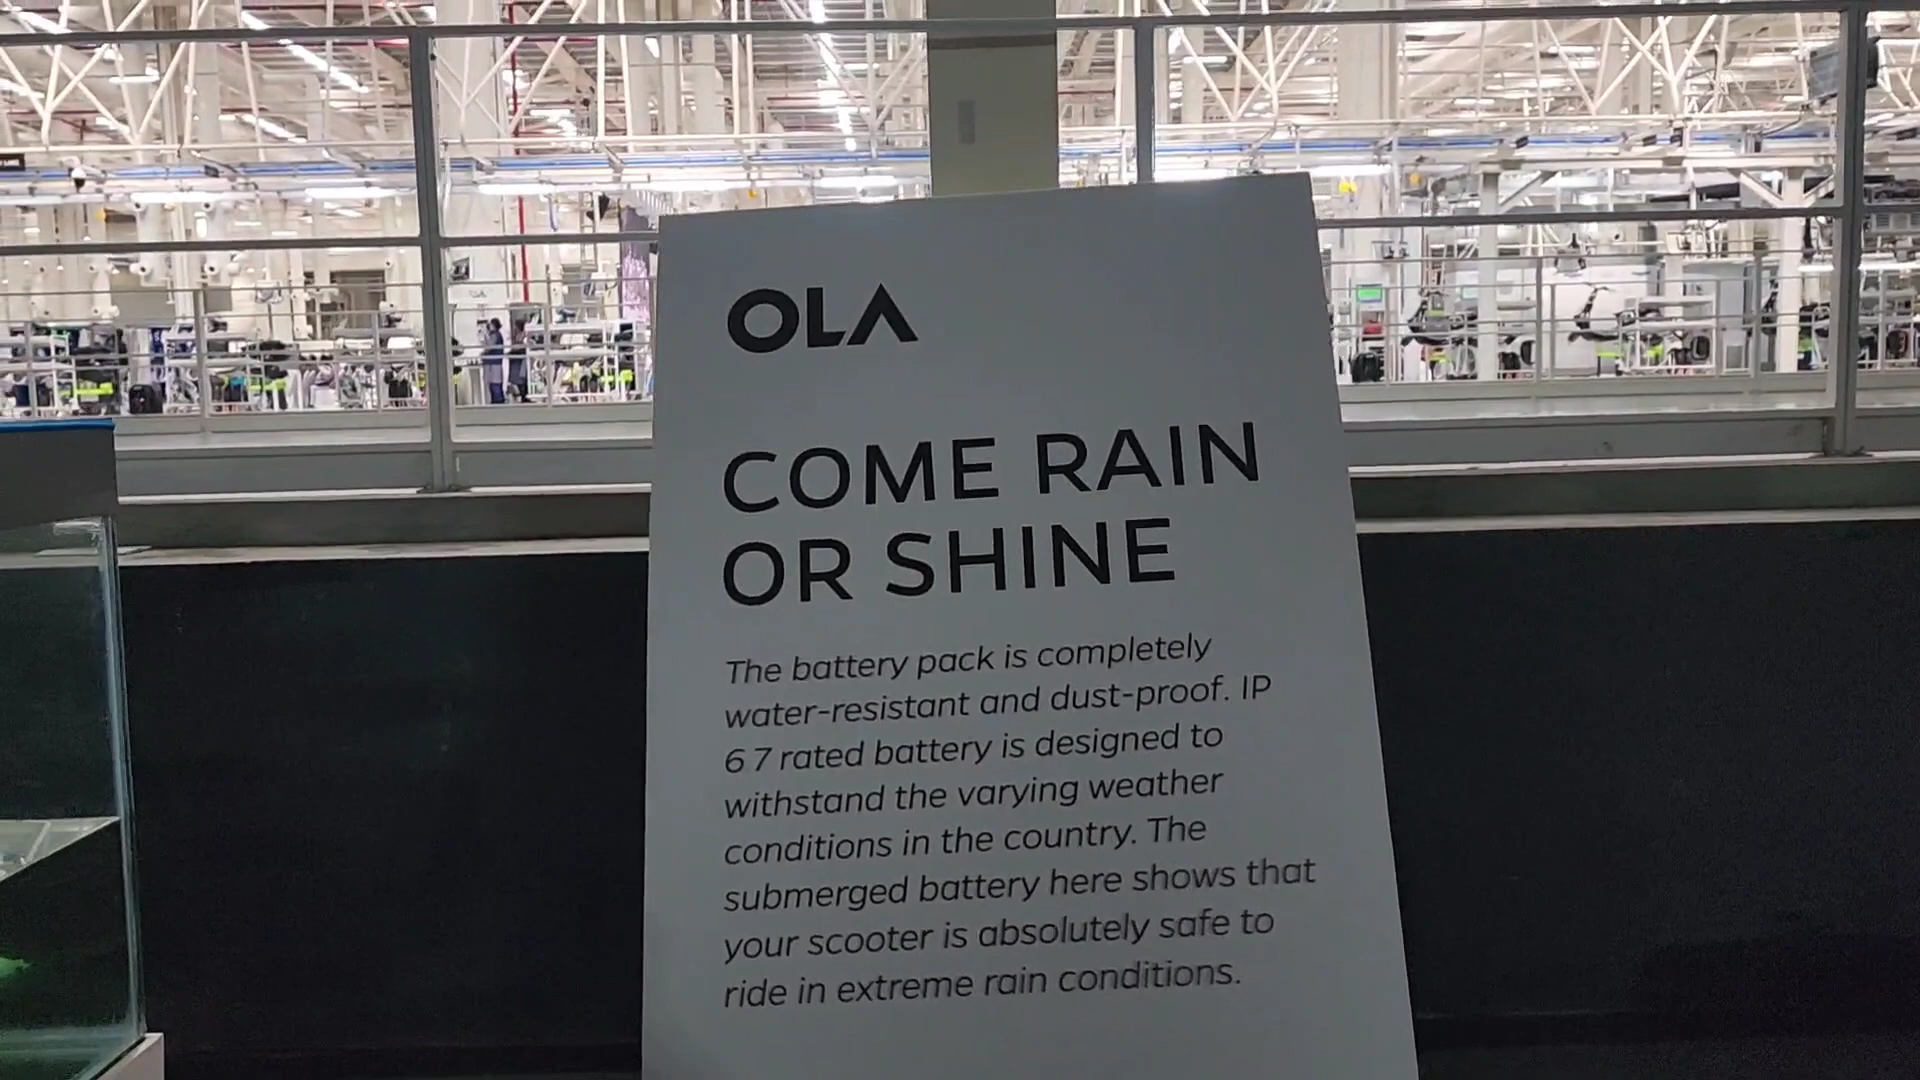 OLA
COME RAIN
OR SHINE
The battery pack is completely
water-resistant and dust-proof. IP
6 7 rated battery is designed to
withstand the varying weather
conditions in the country. The
submerged battery here shows that
your scooter is absolutely safe to
ride in extreme rain conditions.